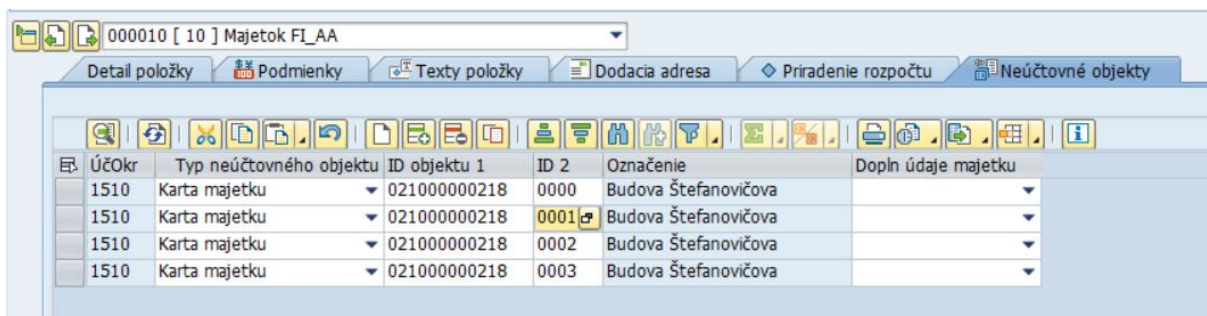 000010 [ 10 ] Majetok FI_AA
Detail položky Podmienky Texty položky Dodacia adresa Priradenie rozpočtu Neúčtovné objekty
ÚčOkr Typ neúčtovného objektu ID objektu 1 ID 2 Označenie Dopln údaje majetku
1510 Karta majetku 021000000218 0000 Budova Štefanovičova
1510 Karta majetku 021000000218 0001 Budova Štefanovičova
1510 Karta majetku 021000000218 0002 Budova Štefanovičova
1510 Karta majetku 021000000218 0003 Budova Štefanovičova